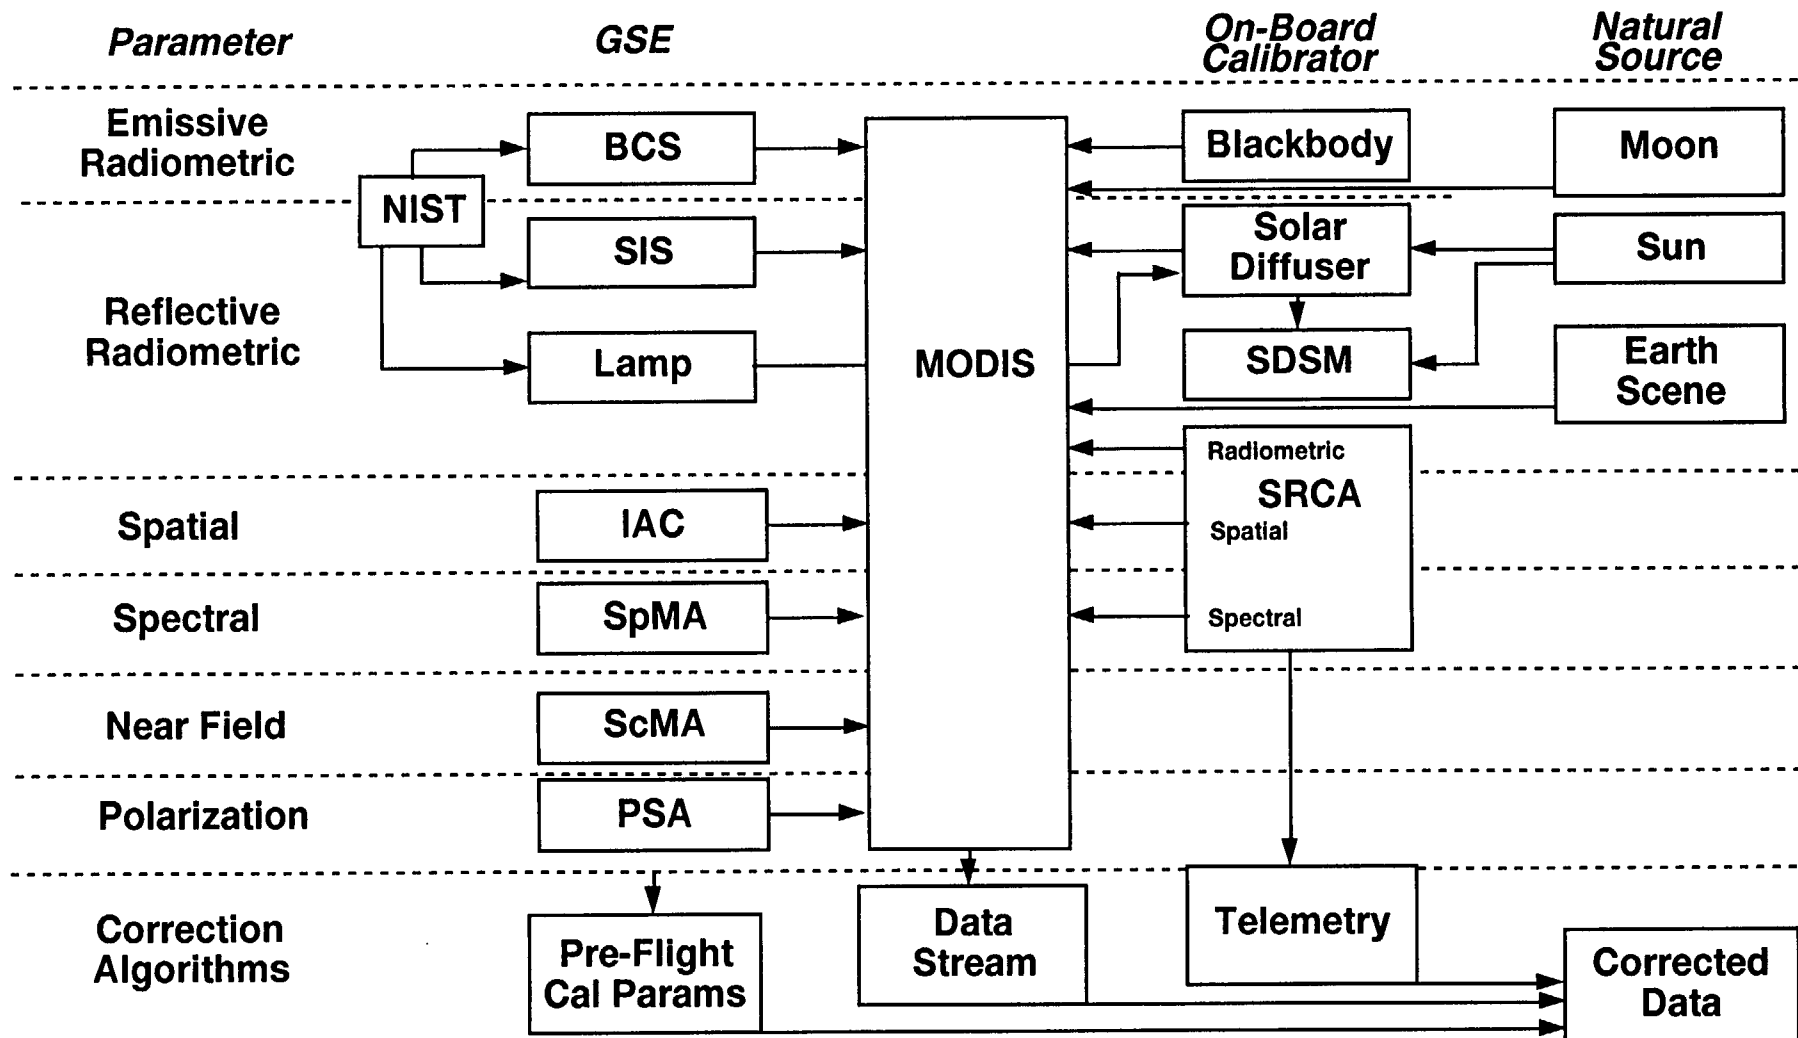 Parameter
GSE
On-Board
Calibrator
Natural
Source
Emissive
Radiometric
NIST
BCS
Blackbody
Moon
Reflective
Radiometric
SIS
Lamp
MODIS
Solar
Diffuser
SDSM
Sun
Earth
Scene
Radiometric
SRCA
Spatial
Spectral
Spatial
IAC
Spectral
SpMA
Near Field
ScMA
Polarization
PSA
Correction
Algorithms
Pre-Flight
Cal Params
Data
Stream
Telemetry
Corrected
Data